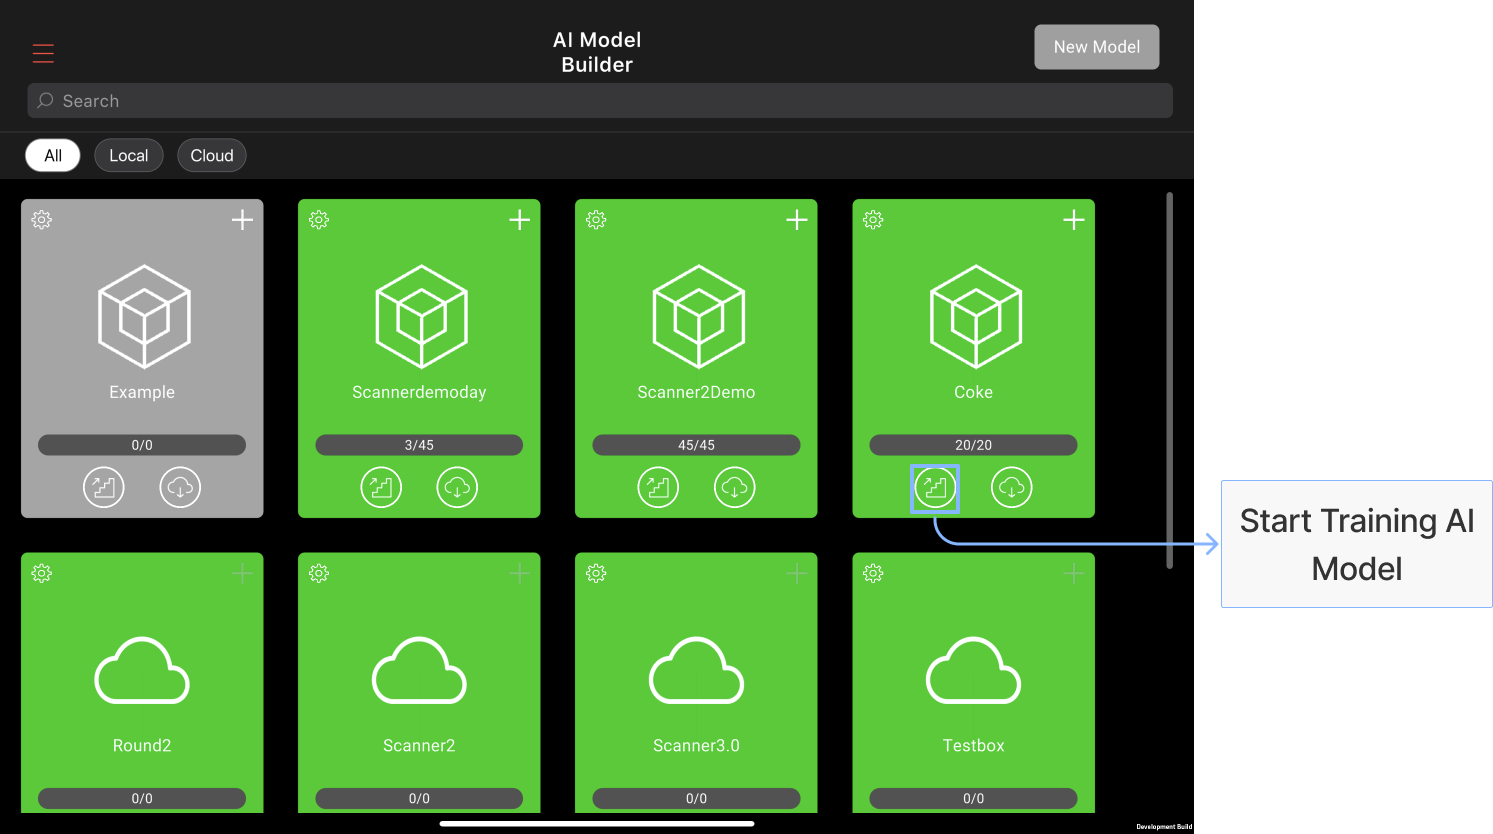 AI Model
Builder
New Model
Search
All
Local
Cloud
Example
Scannerdemoday
Scanner2Demo
Coke
0/0
3/45
45/45
20/20
Start Training AI
Model
Round2
Scanner2
Scanner3.0
Testbox
0/0
0/0
0/0
0/0
Development Build